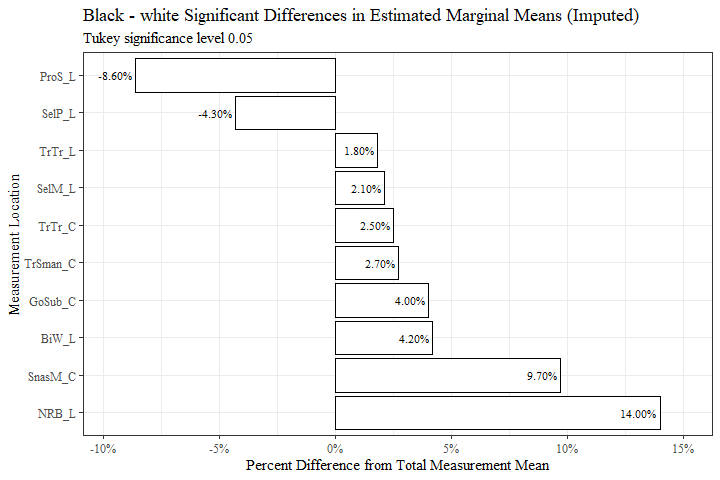 Black - white Significant Differences in Estimated Marginal Means (Imputed)
Tukey significance level 0.05
Measurement Location
ProS_L -8.60%
SelP_L -4.30%
TrTr_L 1.80%
SelM_L 2.10%
TrTr_C 2.50%
TrSman_C 2.70%
GoSub_C 4.00%
BiW_L 4.20%
SnasM_C 9.70%
NRB_L 14.00%
-10% -5% 0% 5% 10% 15%
Percent Difference from Total Measurement Mean